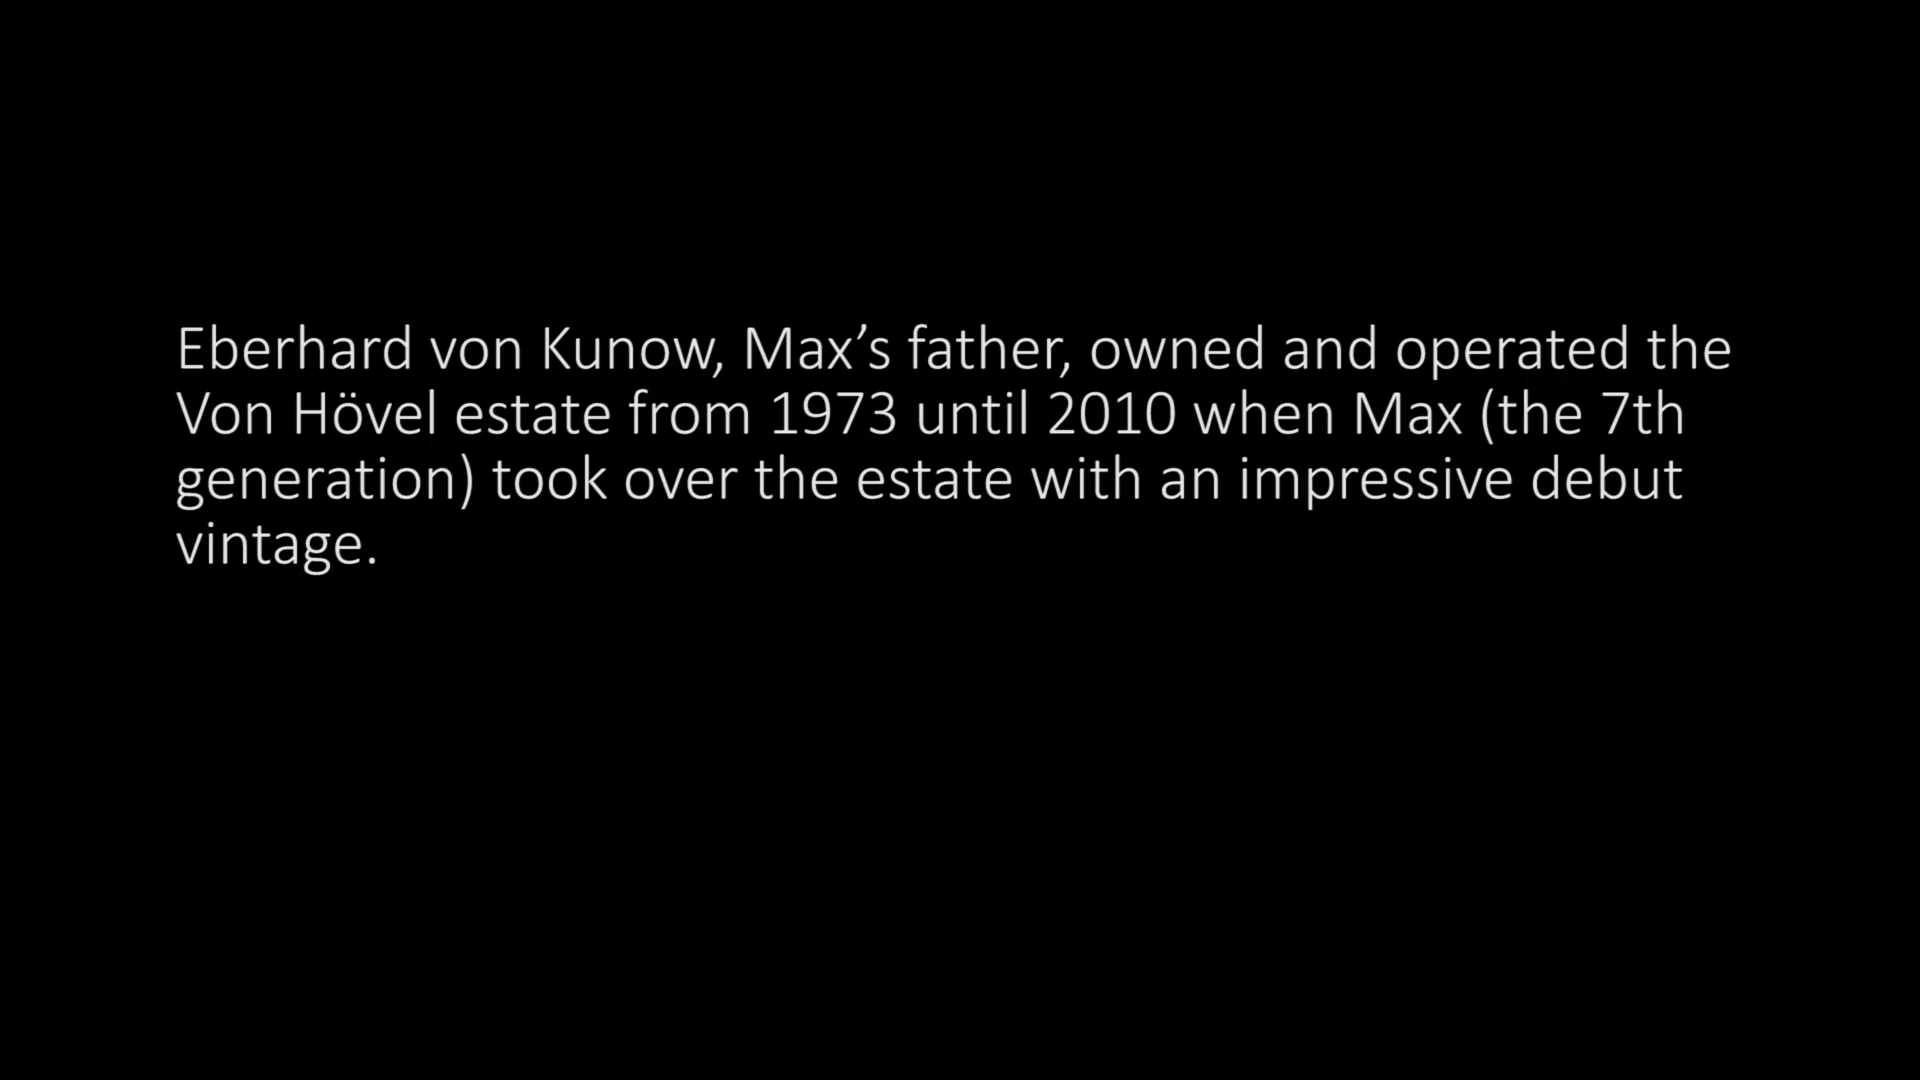 Eberhard von Kunow, Max’s father, owned and operated the
Von Hövel estate from 1973 until 2010 when Max (the 7th
generation) took over the estate with an impressive debut
vintage.